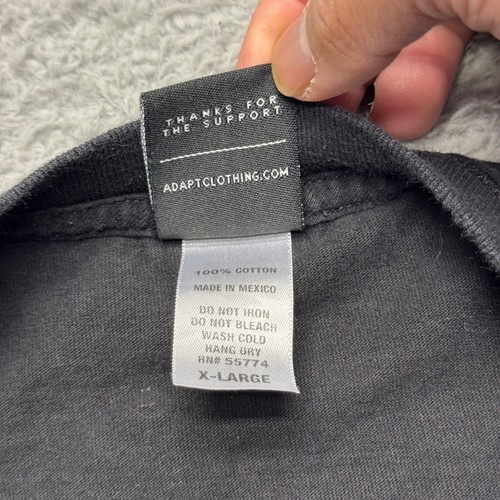 THANKS FOR
THE SUPPORT
ADAPTCLOTHING.COM
100% COTTON
MADE IN MEXICO
DO NOT IRON
DO NOT BLEACH
WASH COLD
HANG DRY
RN# 55774
X-LARGE